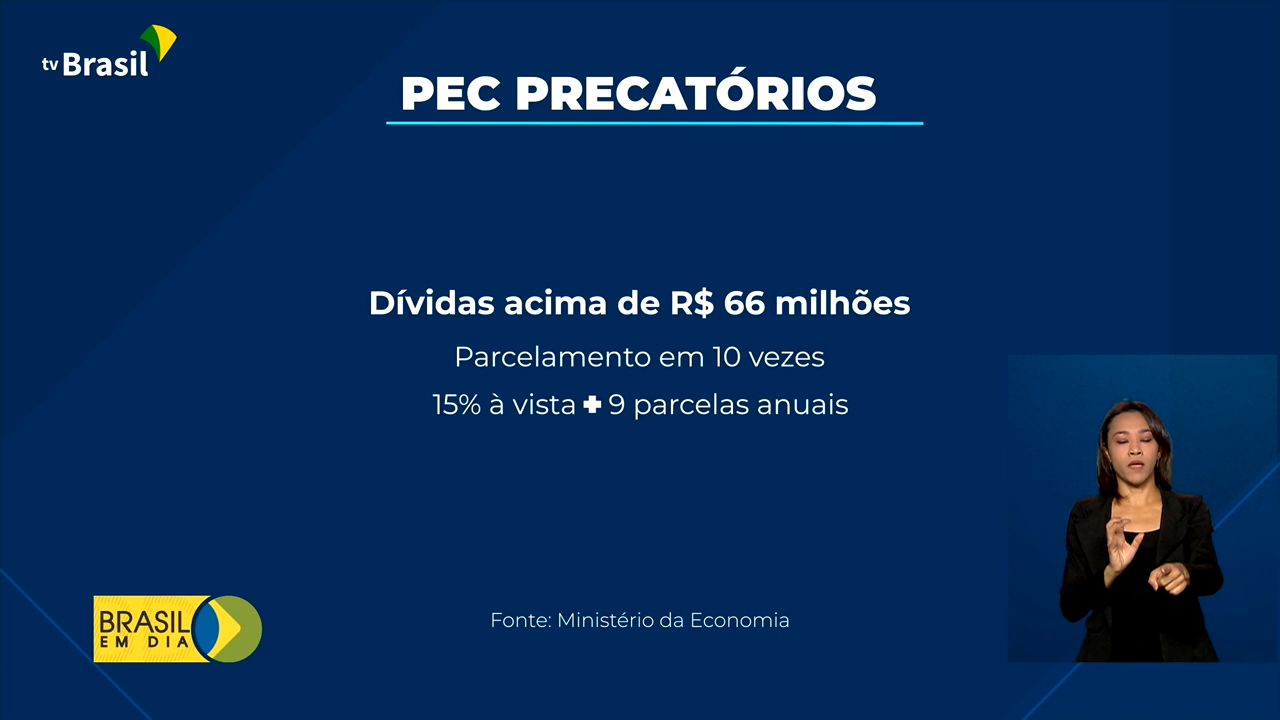 tv Brasil
PEC PRECATÓRIOS
Dívidas acima de R$ 66 milhões
Parcelamento em 10 vezes
15% à vista + 9 parcelas anuais
BRASIL
EM DIA
Fonte: Ministério da Economia